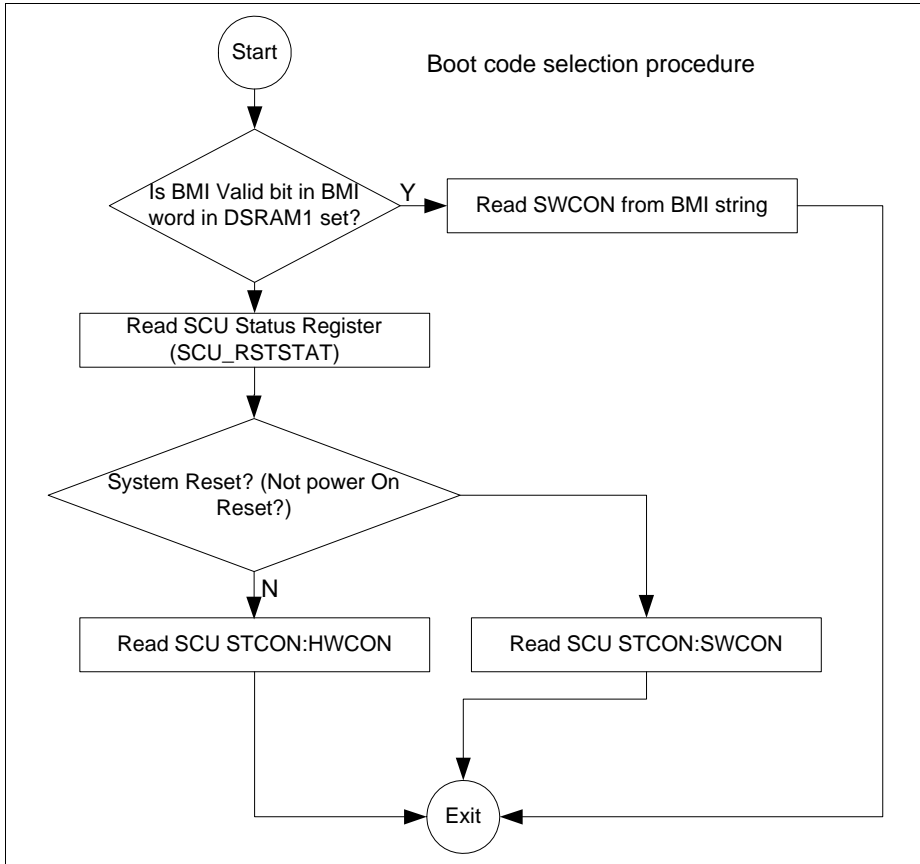 Start
Boot code selection procedure
Is BMI Valid bit in BMI
word in DSRAM1 set?
Y
Read SWCON from BMI string
Read SCU Status Register
(SCU_RSTSTAT)
System Reset? (Not power On
Reset?)
N
Read SCU STCON:HWCON
Read SCU STCON:SWCON
Exit